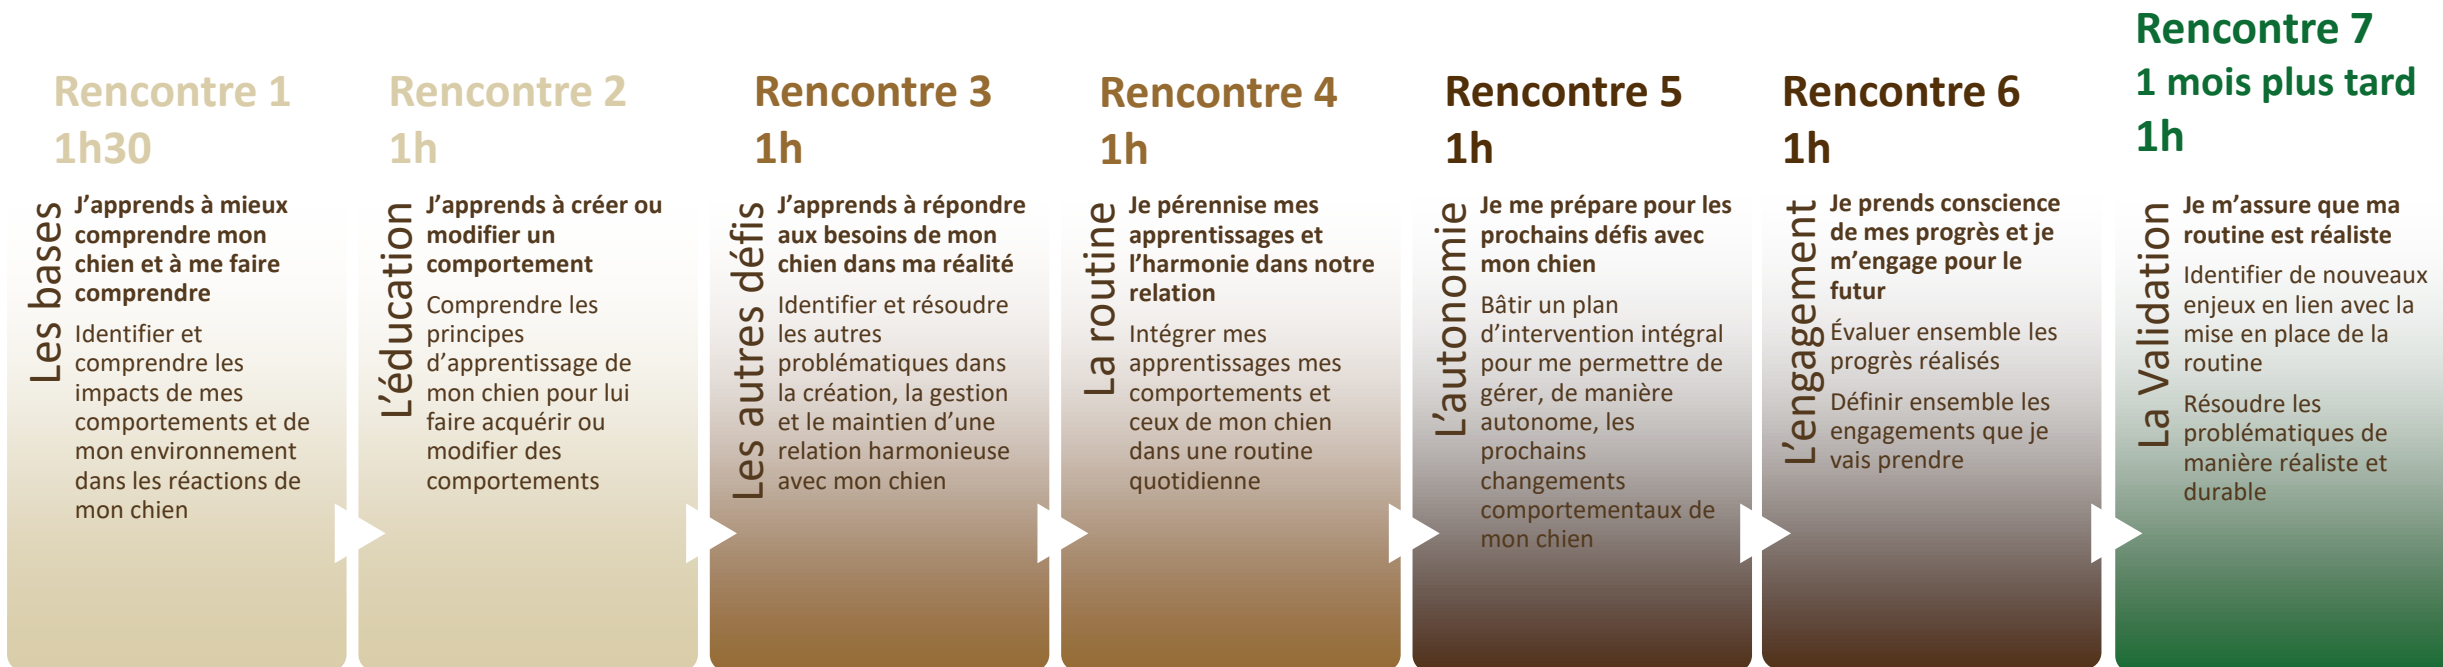 Rencontre 1
1h30
Les bases
J’apprends à mieux
comprendre mon
chien et à me faire
comprendre
Identifier et
comprendre les
impacts de mes
comportements et de
mon environnement
dans les réactions de
mon chien
Rencontre 2
1h
L’éducation
J’apprends à créer ou
modifier un
comportement
Comprendre les
principes
d’apprentissage de
mon chien pour lui
faire acquérir ou
modifier des
comportements
Rencontre 3
1h
Les autres défis
J’apprends à répondre
aux besoins de mon
chien dans ma réalité
Identifier et résoudre
les autres
problématiques dans
la création, la gestion
et le maintien d’une
relation harmonieuse
avec mon chien
Rencontre 4
1h
La routine
Je pérennise mes
apprentissages et
l’harmonie dans notre
relation
Intégrer mes
apprentissages mes
comportements et
ceux de mon chien
dans une routine
quotidienne
Rencontre 5
1h
L’autonomie
Je me prépare pour les
prochains défis avec
mon chien
Bâtir un plan
d’intervention intégral
pour me permettre de
gérer, de manière
autonome, les
prochains
changements
comportementaux de
mon chien
Rencontre 6
1h
L’engagement
Je prends conscience
de mes progrès et je
m’engage pour le
futur
Évaluer ensemble les
progrès réalisés
Définir ensemble les
engagements que je
vais prendre
Rencontre 7
1 mois plus tard
1h
La Validation
Je m’assure que ma
routine est réaliste
Identifier de nouveaux
enjeux en lien avec la
mise en place de la
routine
Résoudre les
problématiques de
manière réaliste et
durable